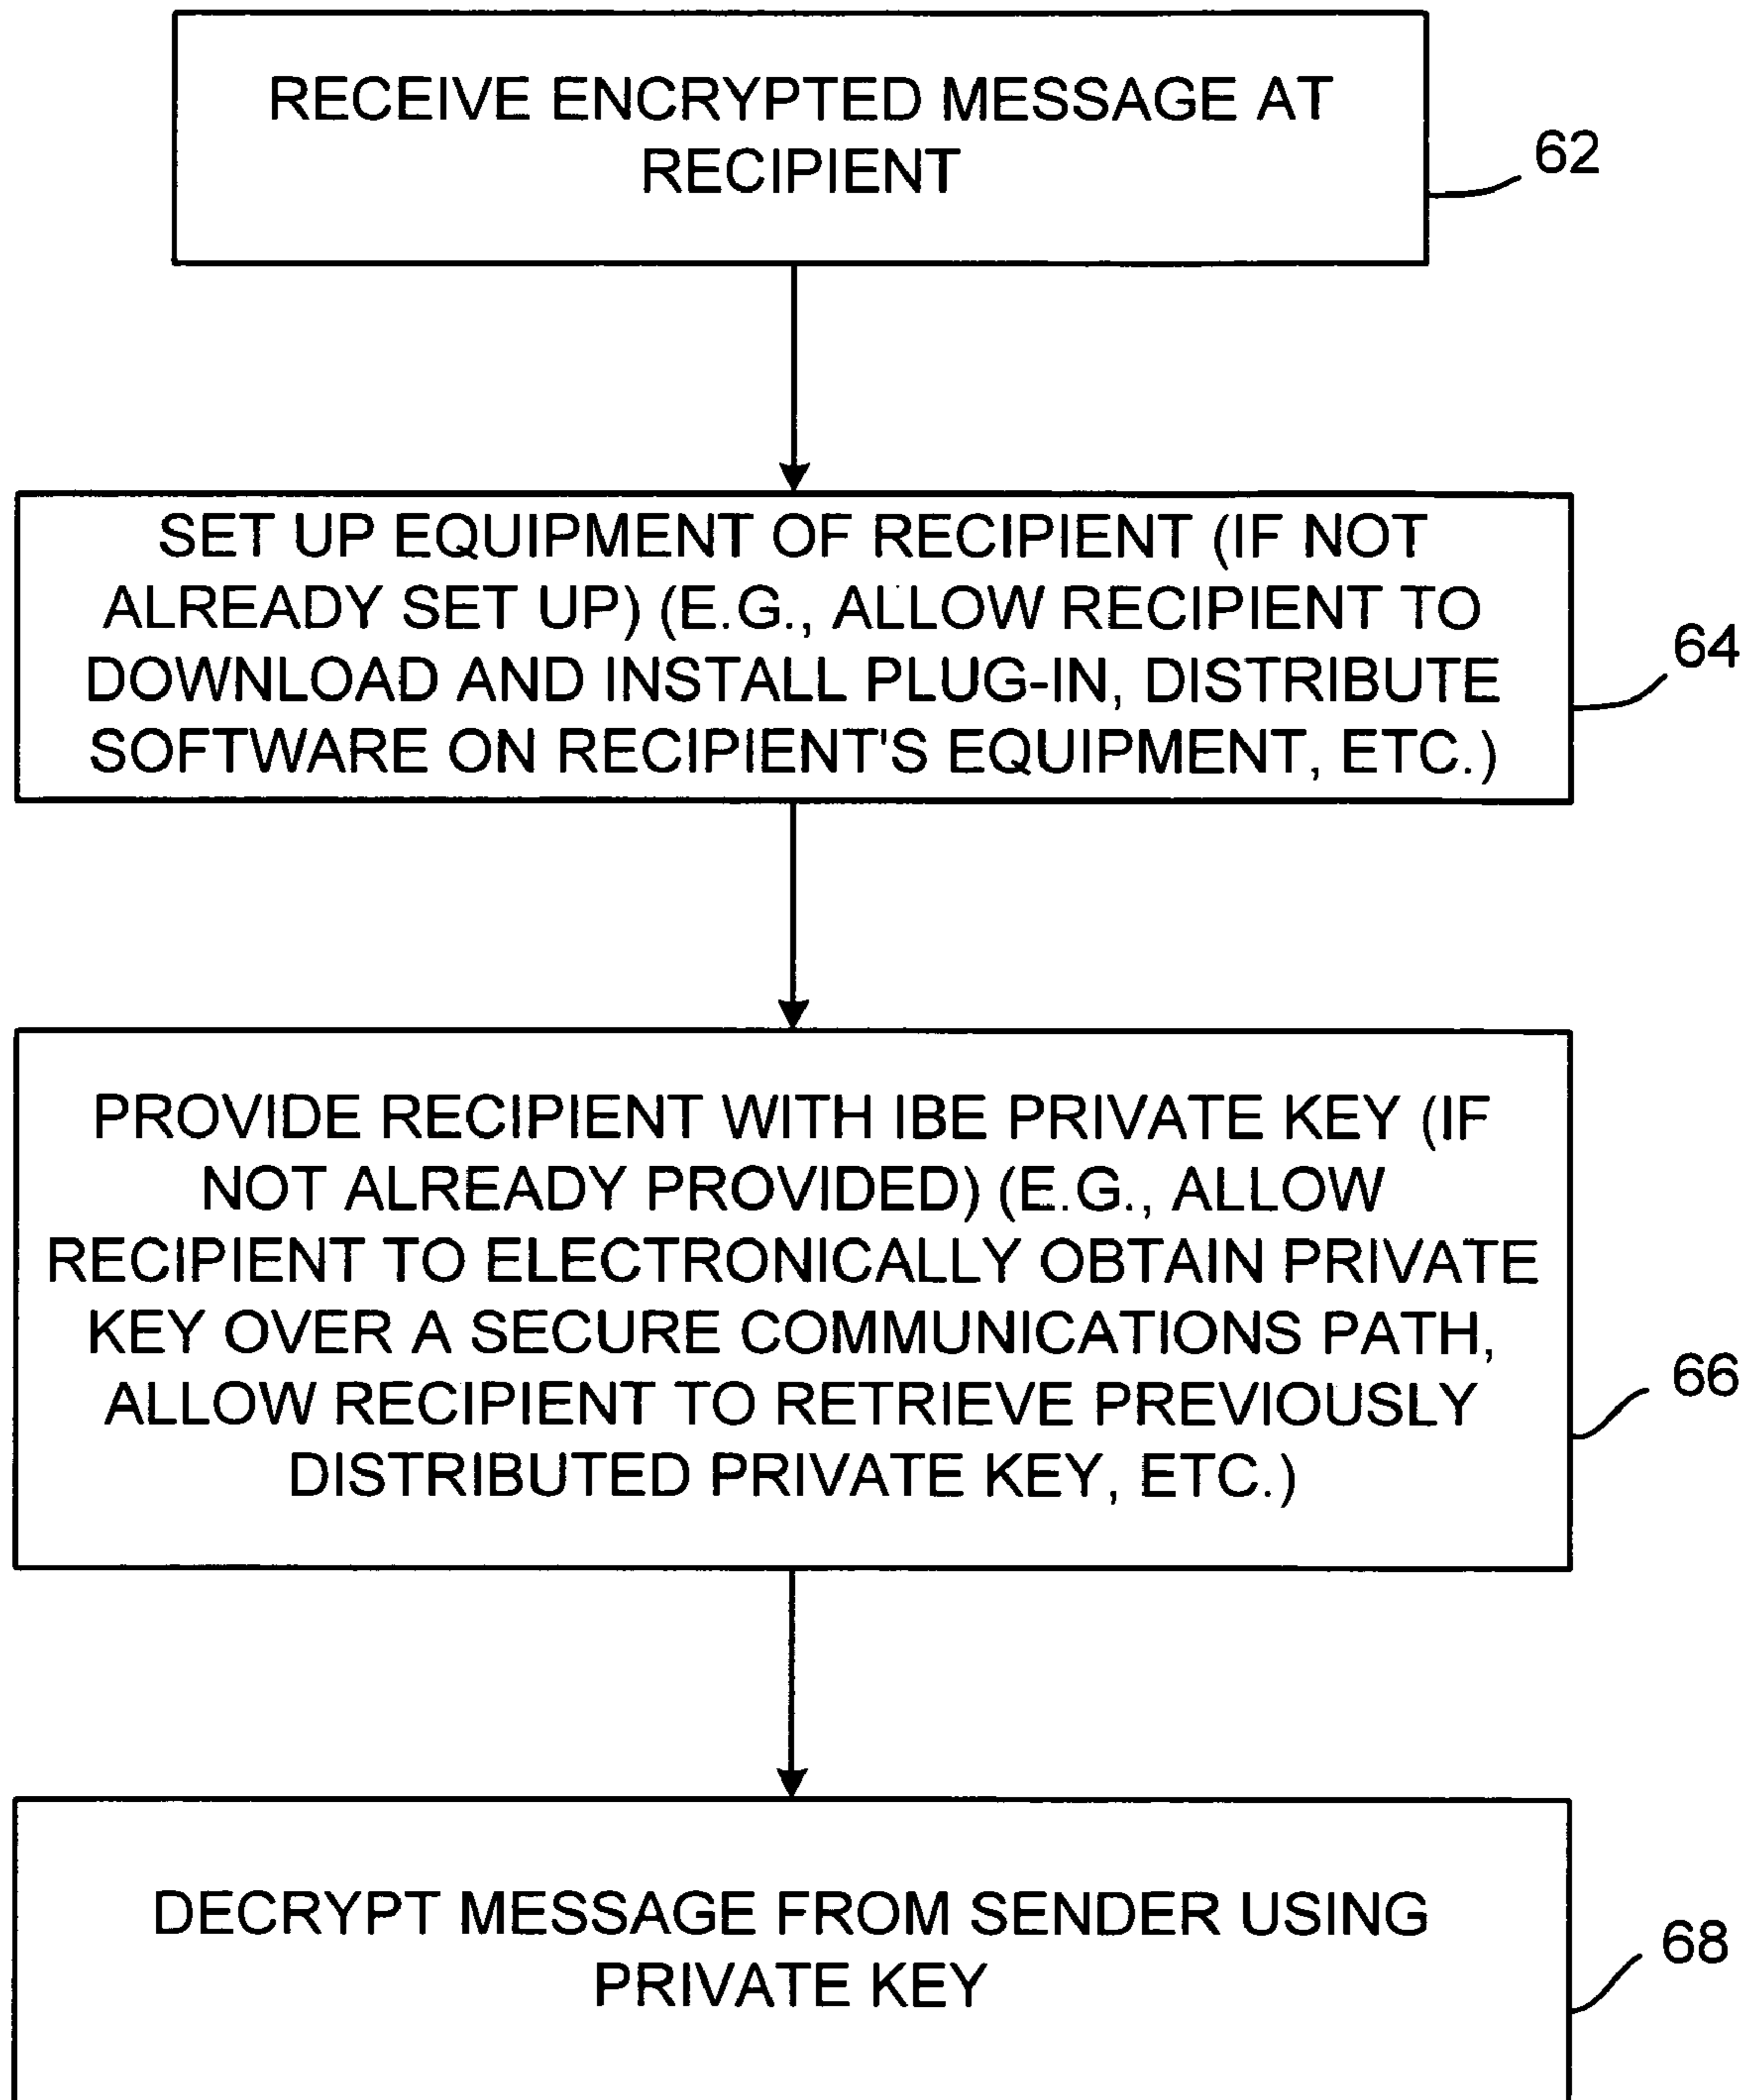 RECEIVE ENCRYPTED MESSAGE AT
RECIPIENT
62
SET UP EQUIPMENT OF RECIPIENT (IF NOT
ALREADY SET UP) (E.G., ALLOW RECIPIENT TO
DOWNLOAD AND INSTALL PLUG-IN, DISTRIBUTE
SOFTWARE ON RECIPIENT'S EQUIPMENT, ETC.)
64
PROVIDE RECIPIENT WITH IBE PRIVATE KEY (IF
NOT ALREADY PROVIDED) (E.G., ALLOW
RECIPIENT TO ELECTRONICALLY OBTAIN PRIVATE
KEY OVER A SECURE COMMUNICATIONS PATH,
ALLOW RECIPIENT TO RETRIEVE PREVIOUSLY
DISTRIBUTED PRIVATE KEY, ETC.)
66
DECRYPT MESSAGE FROM SENDER USING
PRIVATE KEY
68